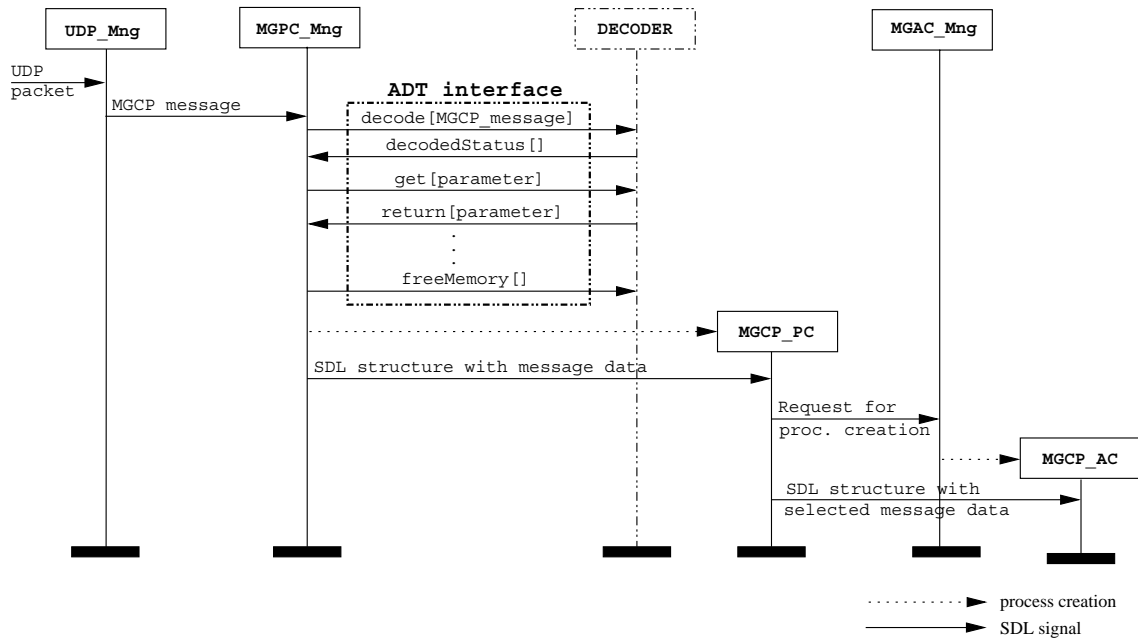 UDP_Mng
MGPC_Mng
DECODER
MGAC_Mng
UDP
packet
MGCP message
ADT interface
decode[MGCP_message]
decodedStatus[]
get[parameter]
return[parameter]
.
.
.
freeMemory[]
MGCP_PC
SDL structure with message data
Request for
proc. creation
MGCP_AC
SDL structure with
selected message data
process creation
SDL signal